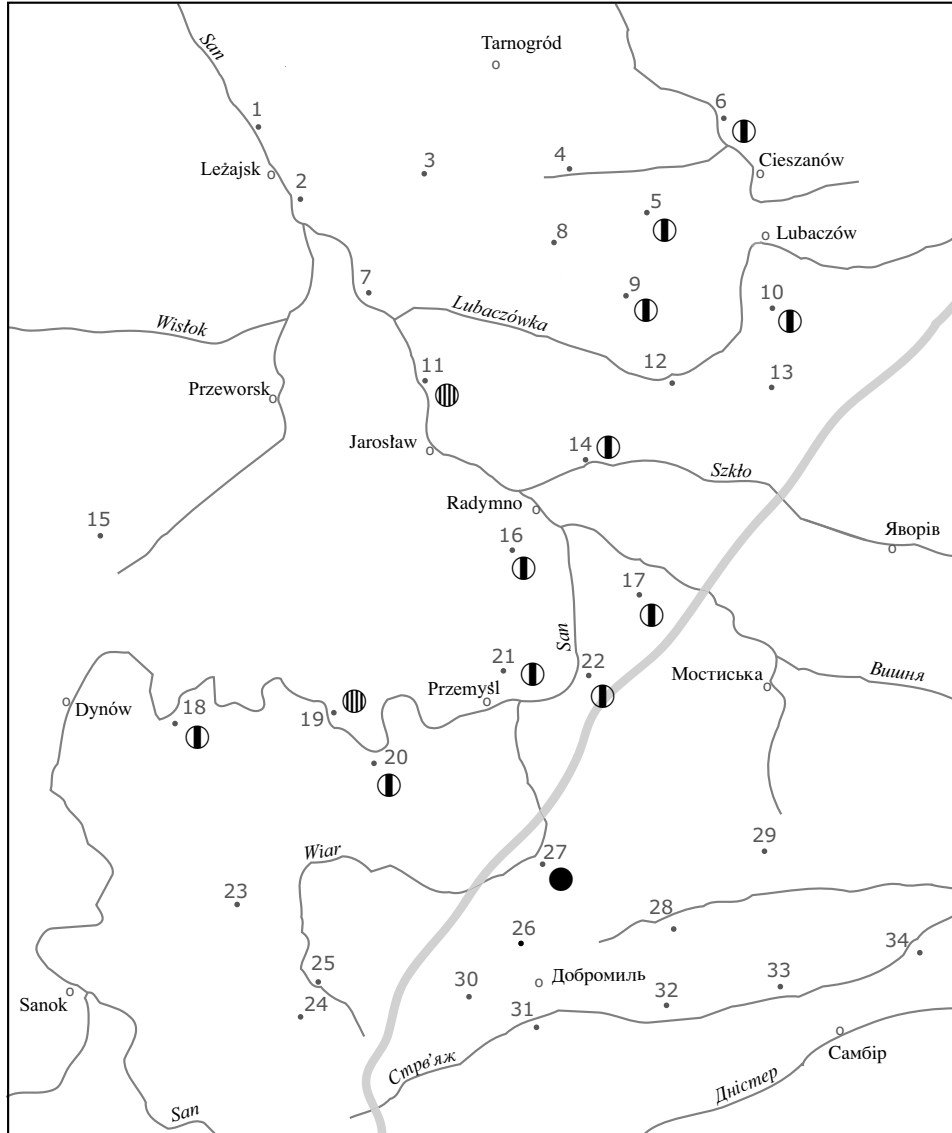 San
Tarnogród
6
1
Cieszanów
3
4
Leżajsk
2
5
8
Lubaczów
7
9
10
Lubaczówka
Wisłok
12
13
11
Przeworsk
Jarosław
14
Szkło
Radymno
15
Яворів
16
17
San
21
22
Вишня
Przemyśl
Мостиська
Dynów
18
19
20
29
Wiar
27
23
28
26
34
25
Добромиль
33
30
Sanok
24
32
31
Самбір
Стрв’яж
Дністер
San